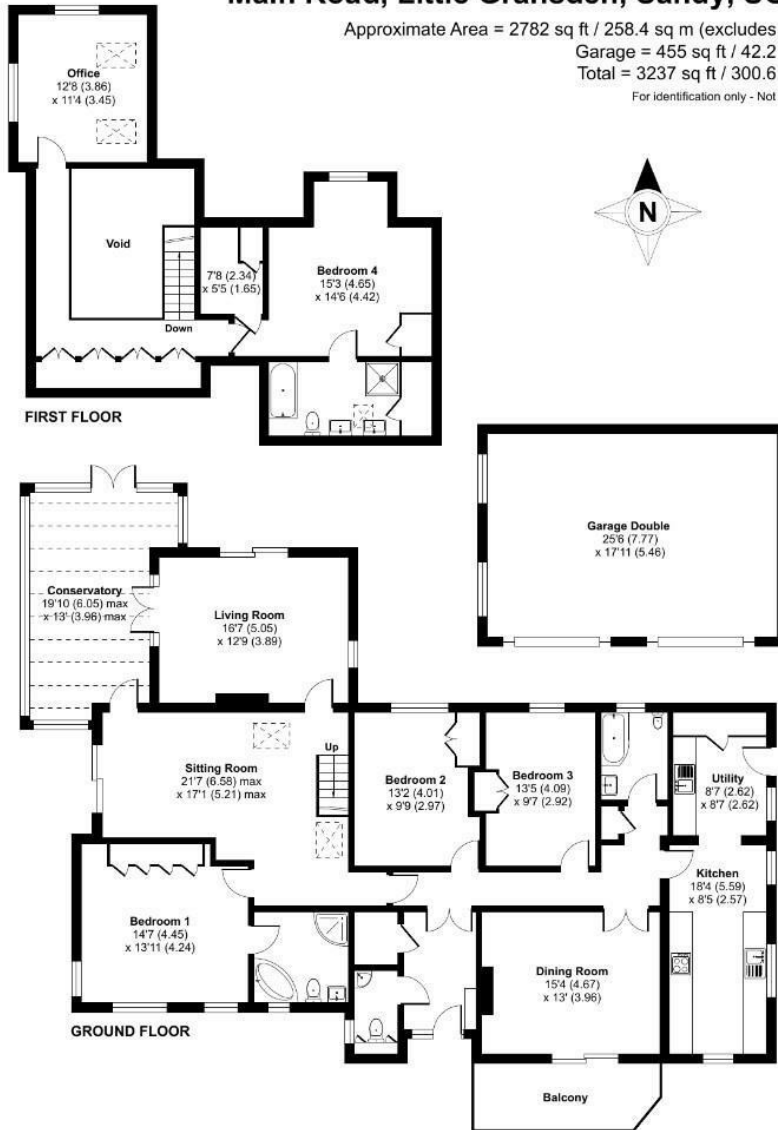 Main Road, Little Gransden, Sandy, SG
Approximate Area = 2782 sq ft / 258.4 sq m (excludes
Garage = 455 sq ft / 42.2
Total = 3237 sq ft / 300.6
For identification only - Not
N
Office
12'8 (3.86)
x 11'4 (3.45)
Void
Down
7'8 (2.34)
x 5'5 (1.65)
Bedroom 4
15'3 (4.65)
x 14'6 (4.42)
FIRST FLOOR
Garage Double
25'6 (7.77)
x 17'11 (5.46)
Conservatory
19'10 (6.05) max
x 13' (3.96) max
Living Room
16'7 (5.05)
x 12'9 (3.89)
Sitting Room
21'7 (6.58) max
x 17'1 (5.21) max
Up
Bedroom 2
13'2 (4.01)
x 9'9 (2.97)
Bedroom 3
13'5 (4.09)
x 9'7 (2.92)
Utility
8'7 (2.62)
x 8'7 (2.62)
Kitchen
18'4 (5.59)
x 8'5 (2.57)
Bedroom 1
14'7 (4.45)
x 13'11 (4.24)
Dining Room
15'4 (4.67)
x 13' (3.96)
GROUND FLOOR
Balcony